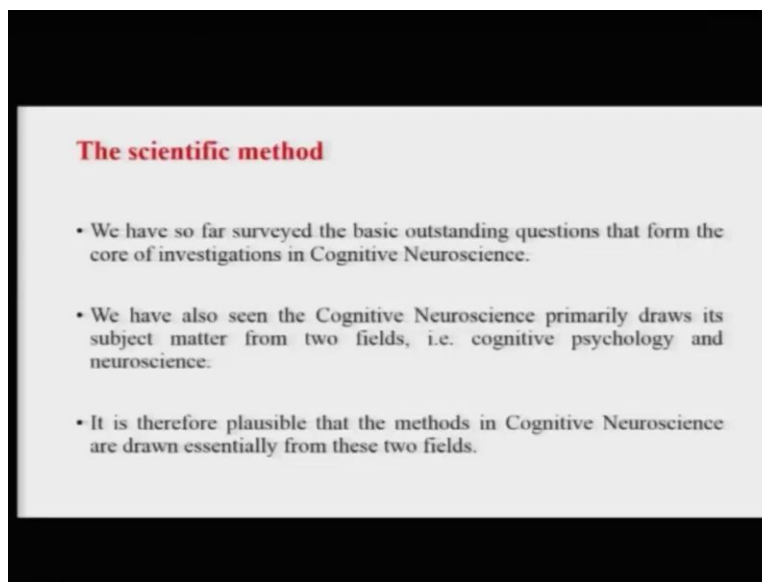 The scientific method
• We have so far surveyed the basic outstanding questions that form the
core of investigations in Cognitive Neuroscience.
• We have also seen the Cognitive Neuroscience primarily draws its
subject matter from two fields, i.e. cognitive psychology and
neuroscience.
• It is therefore plausible that the methods in Cognitive Neuroscience
are drawn essentially from these two fields.